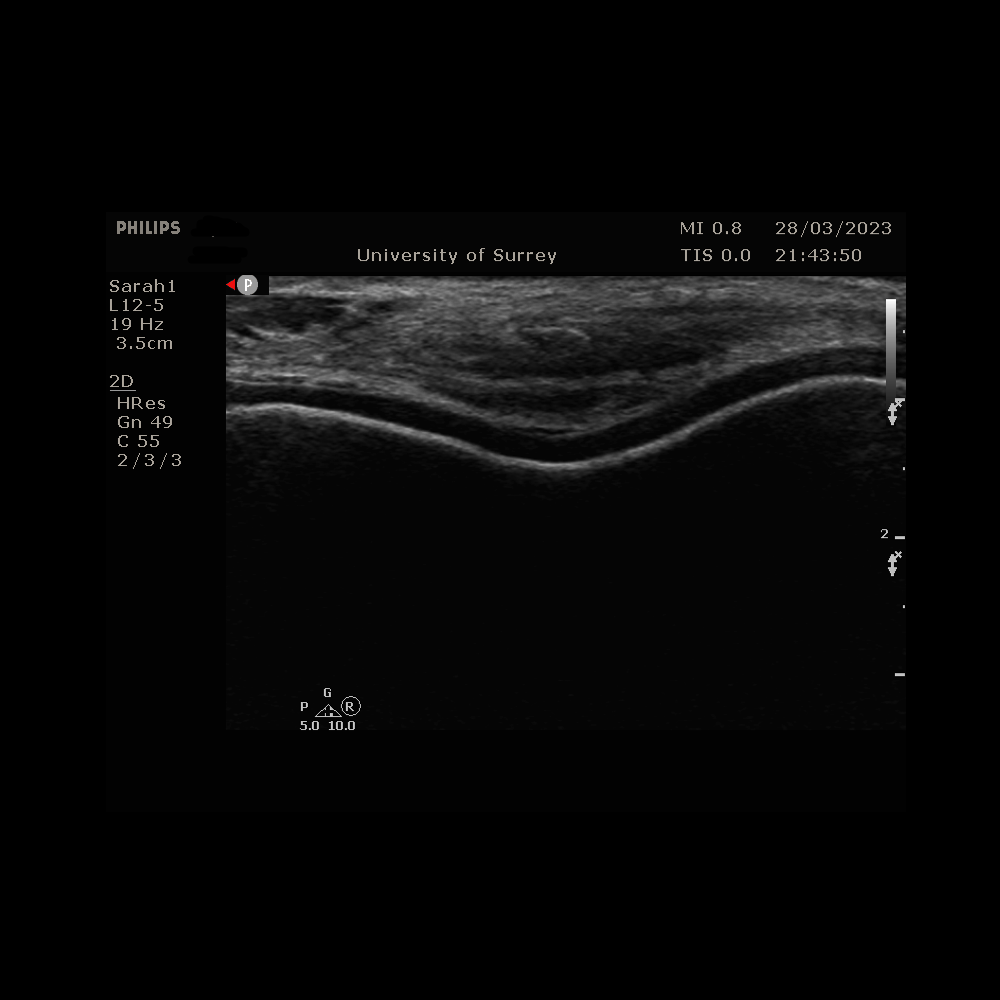 PHILIPS
MI 0.8 28/03/2023
University of Surrey TIS 0.0 21:43:50
P
Sarah1
L12-5
19 Hz
3.5cm
2D
HRes
Gn 49
C 55
2/3/3
2
G
P R
5.0 10.0